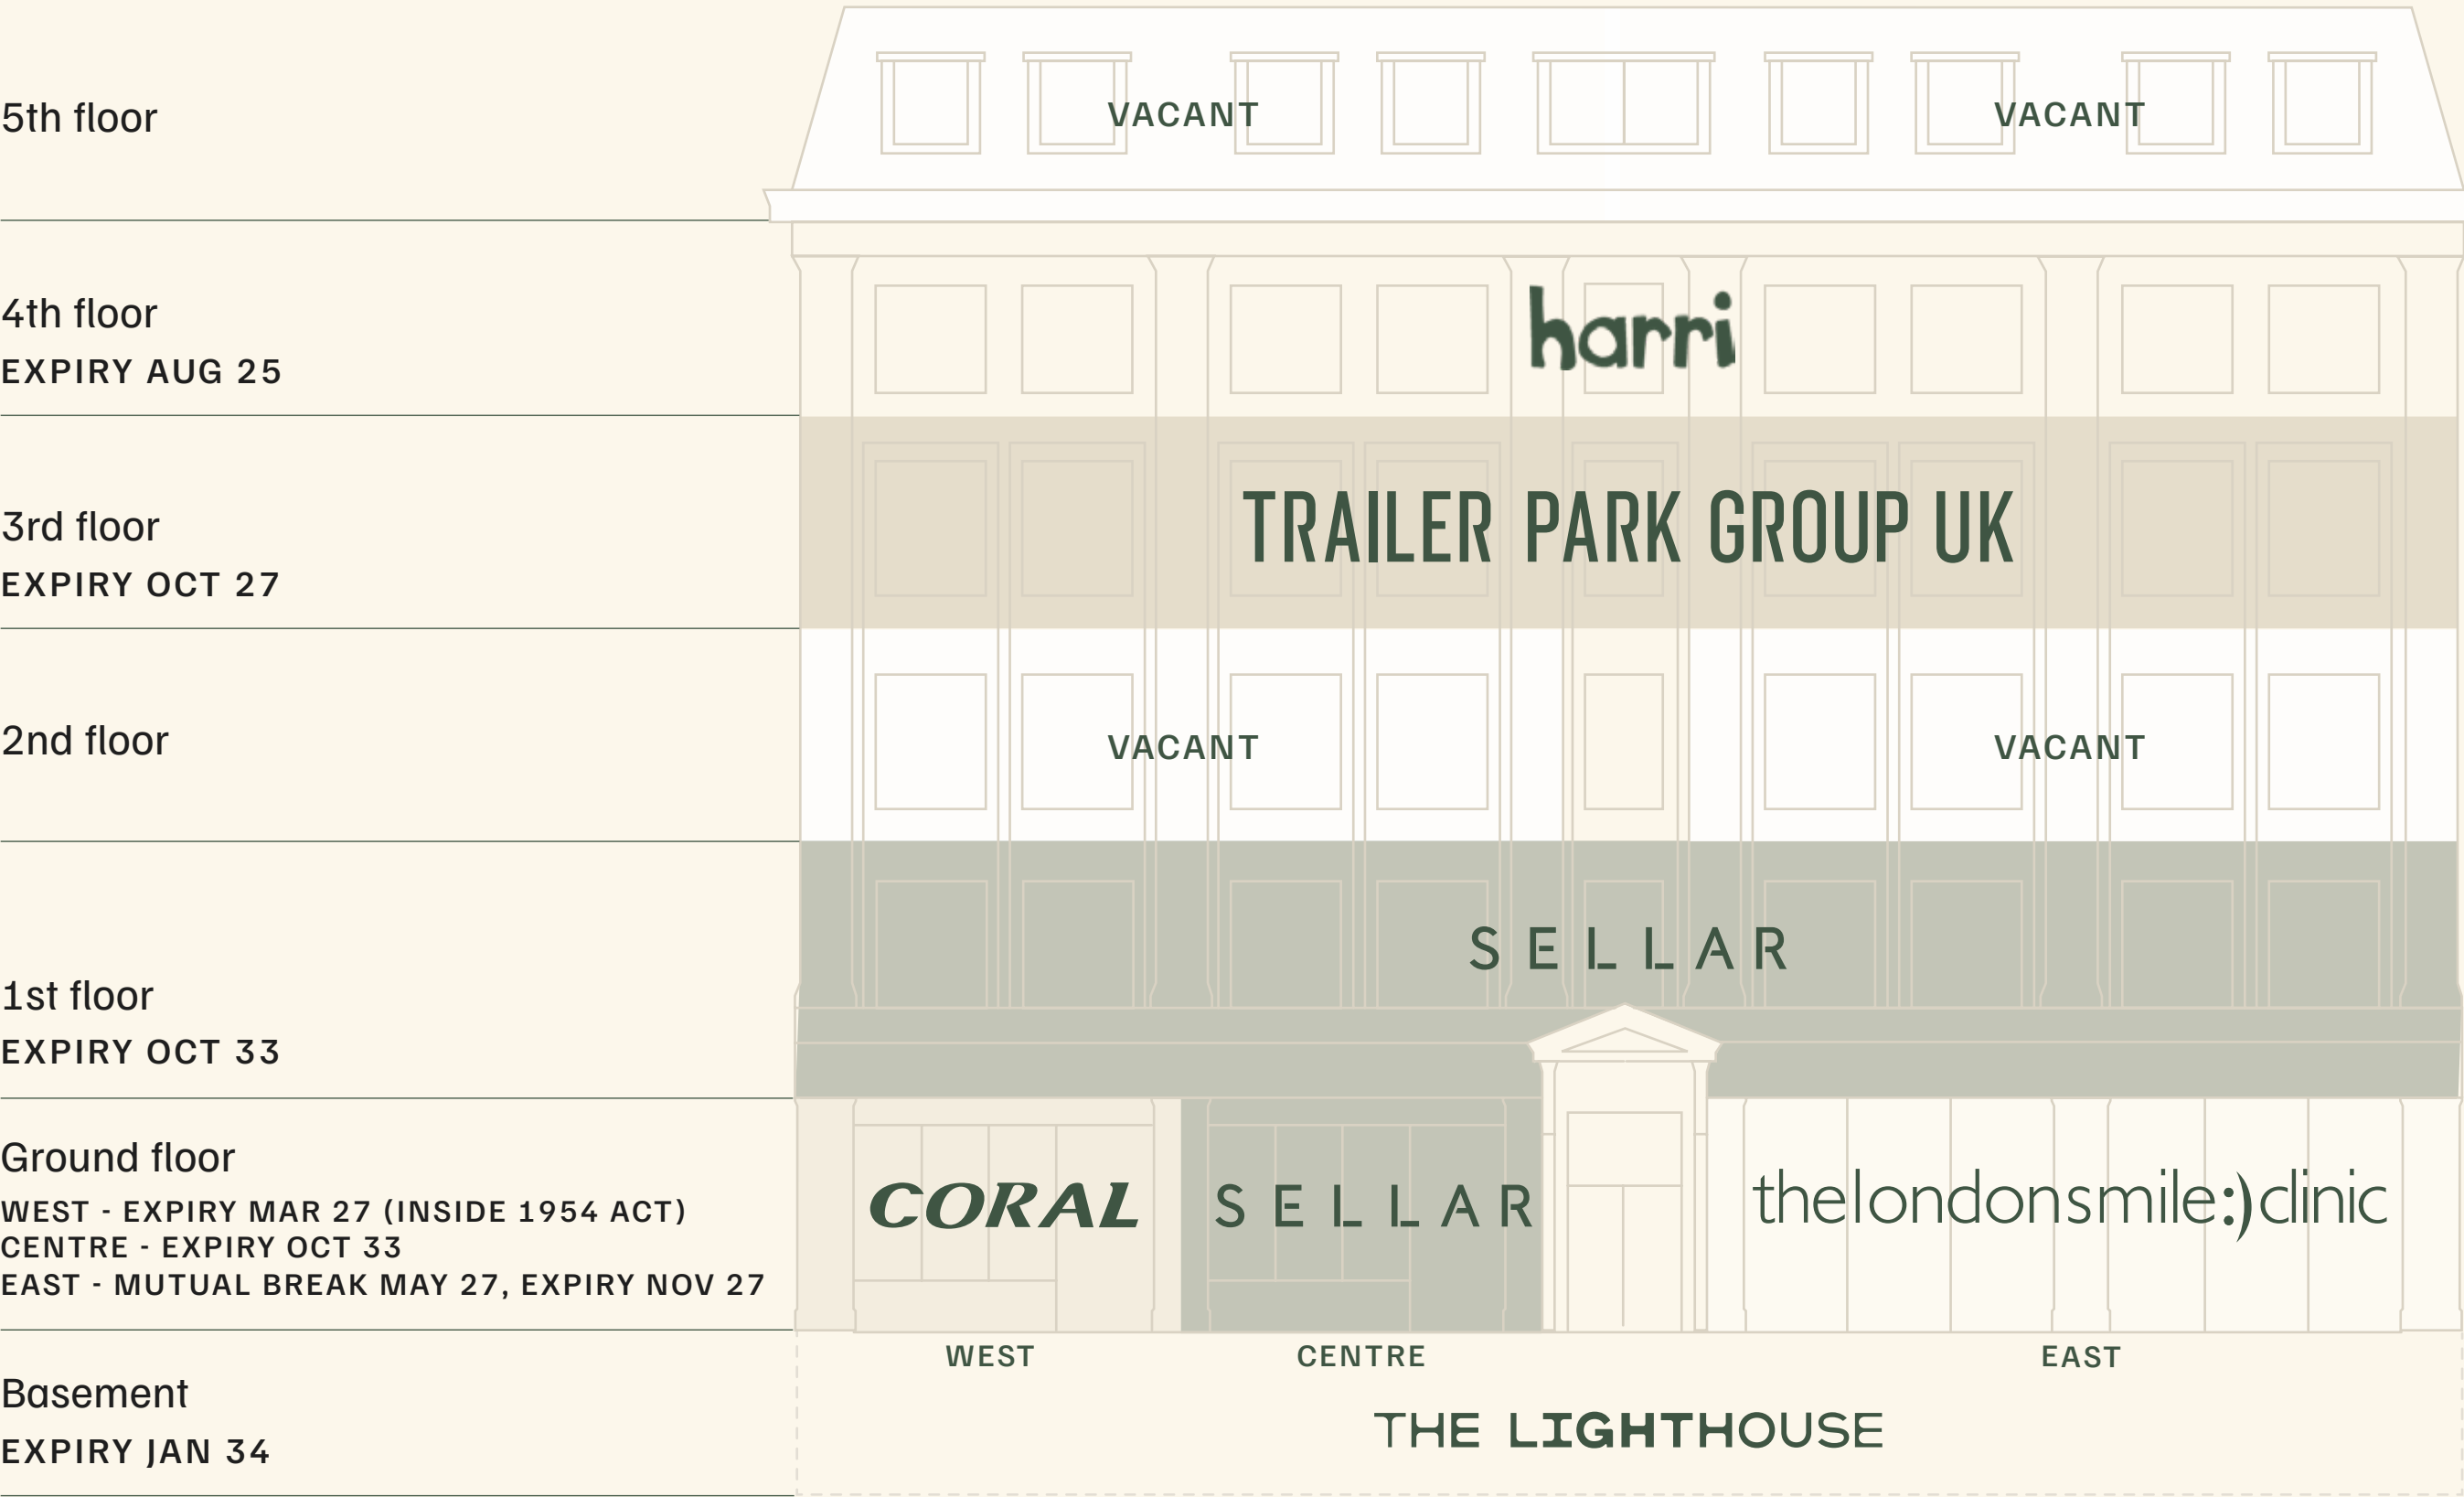 5th floor
VACANT
VACANT
4th floor
EXPIRY AUG 25
harri
3rd floor
EXPIRY OCT 27
TRAILER PARK GROUP UK
2nd floor
VACANT
VACANT
1st floor
EXPIRY OCT 33
SELLAR
Ground floor
WEST - EXPIRY MAR 27 (INSIDE 1954 ACT)
CENTRE - EXPIRY OCT 33
EAST - MUTUAL BREAK MAY 27, EXPIRY NOV 27
CORAL
SELLAR
thelondonsmile:)clinic
WEST
CENTRE
EAST
Basement
EXPIRY JAN 34
THE LIGHTHOUSE